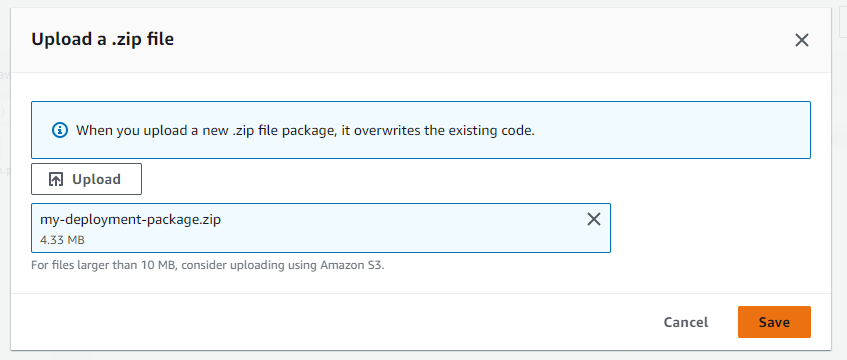 Upload a .zip file
When you upload a new .zip file package, it overwrites the existing code.
Upload
my-deployment-package.zip
4.33 MB
For files larger than 10 MB, consider uploading using Amazon S3.
Cancel
Save